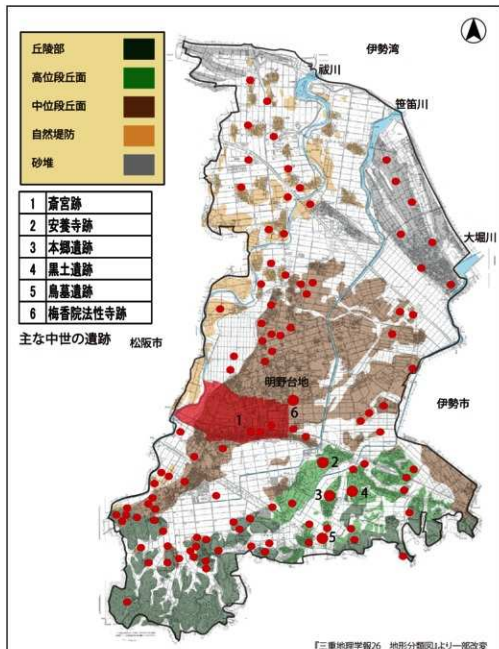 丘陵部
高位段丘面
中位段丘面
自然堤防
砂堆
1 斎宮跡
2 安養寺跡
3 本郷遺跡
4 黒土遺跡
5 鳥墓遺跡
6 梅香院法性寺跡
主な中世の遺跡
松阪市
伊勢湾
祓川
笹笛川
大堀川
明野台地
伊勢市
6
1
2
3
4
5
『三重地理学報26 地形分類図』より一部改変